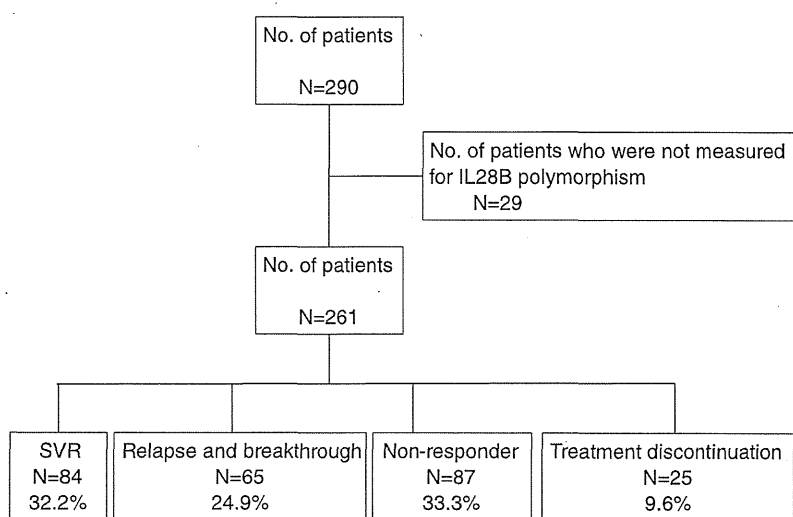 No. of patients
N=290
No. of patients who were not measured
for IL28B polymorphism
N=29
No. of patients
N=261
SVR
N=84
32.2%
Relapse and breakthrough
N=65
24.9%
Non-responder
N=87
33.3%
Treatment discontinuation
N=25
9.6%